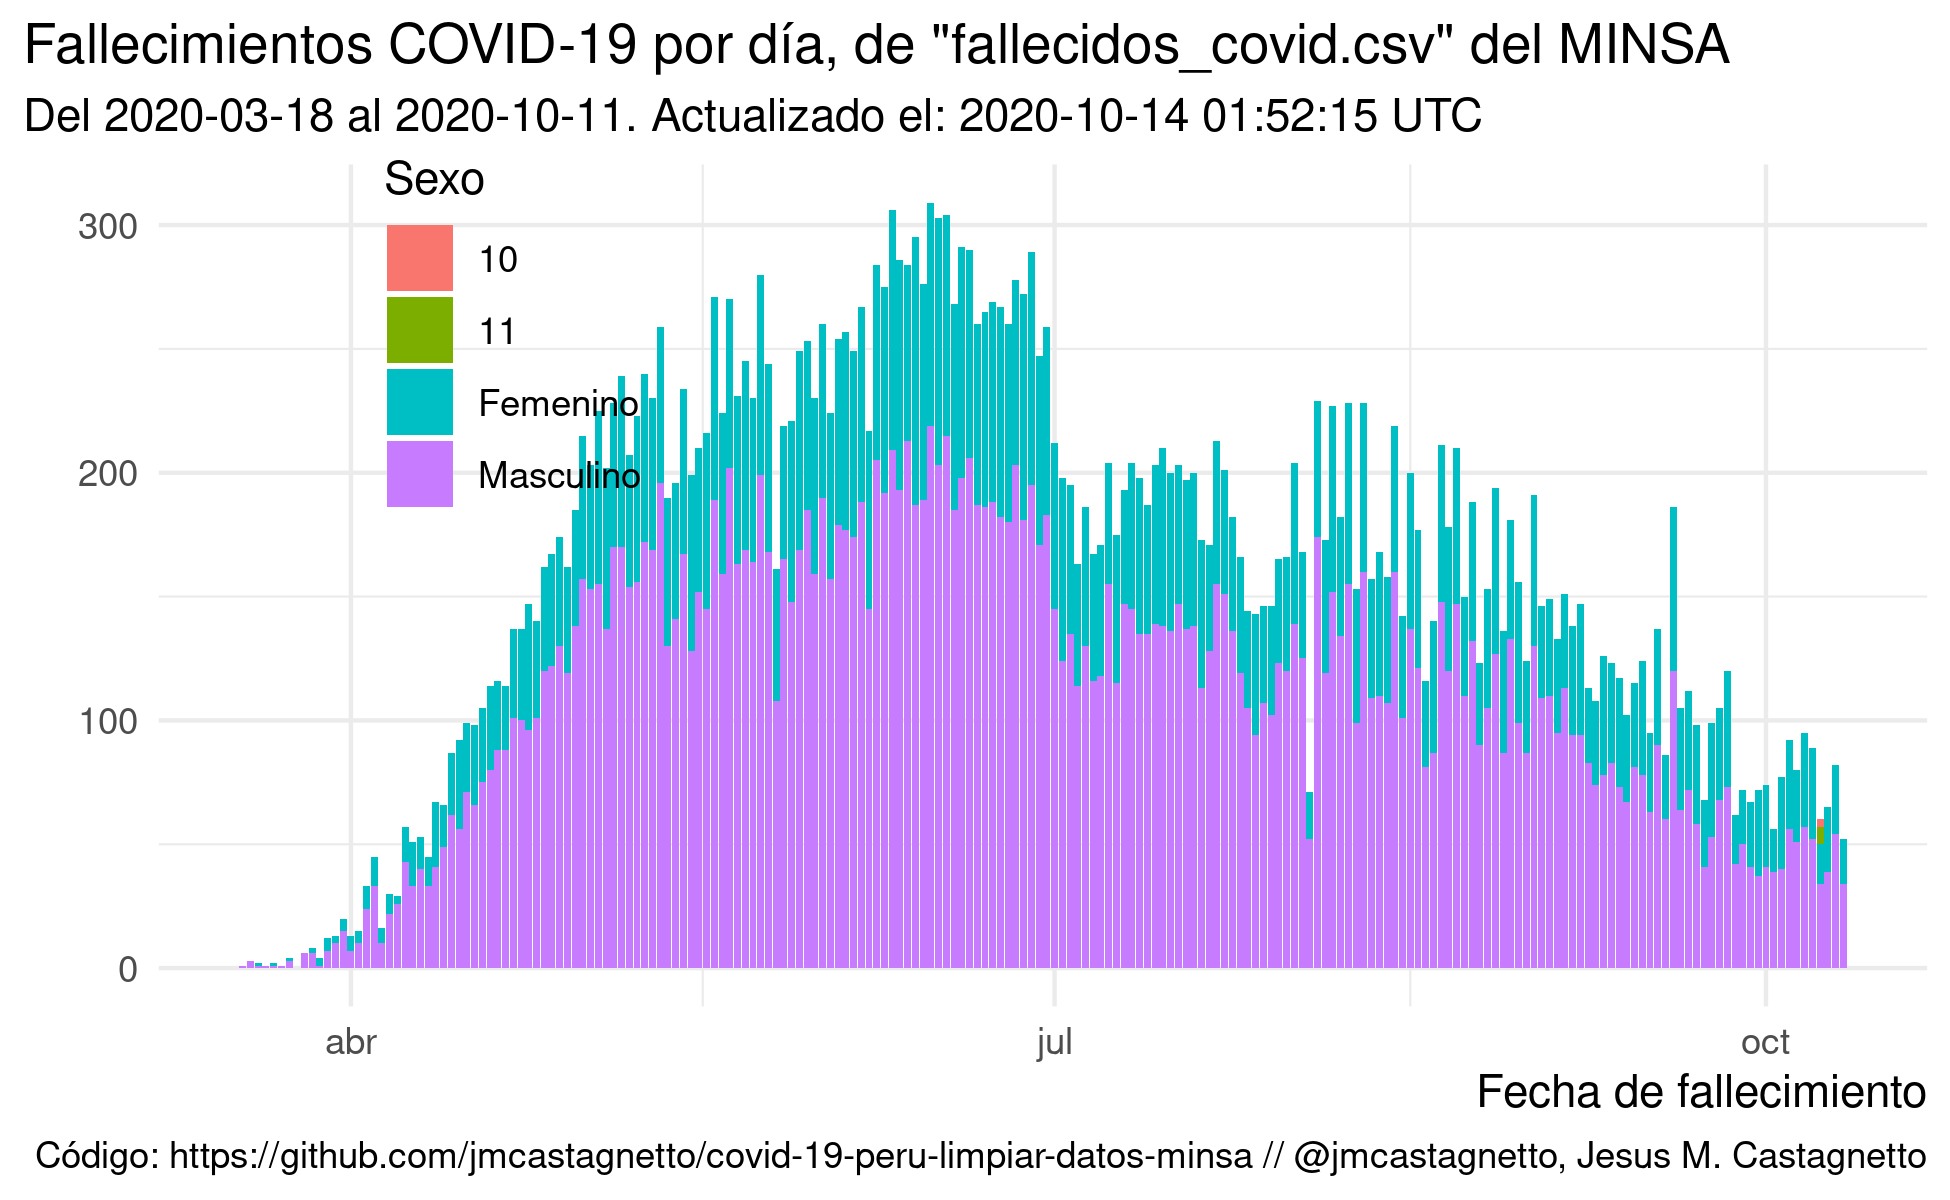 Fallecimientos COVID-19 por día, de "fallecidos_covid.csv" del MINSA
Del 2020-03-18 al 2020-10-11. Actualizado el: 2020-10-14 01:52:15 UTC
Sexo
10
11
Femenino
Masculino
300
200
100
0
abr jul oct
Fecha de fallecimiento
Código: https://github.com/jmcastagnetto/covid-19-peru-limpiar-datos-minsa // @jmcastagnetto, Jesus M. Castagnetto